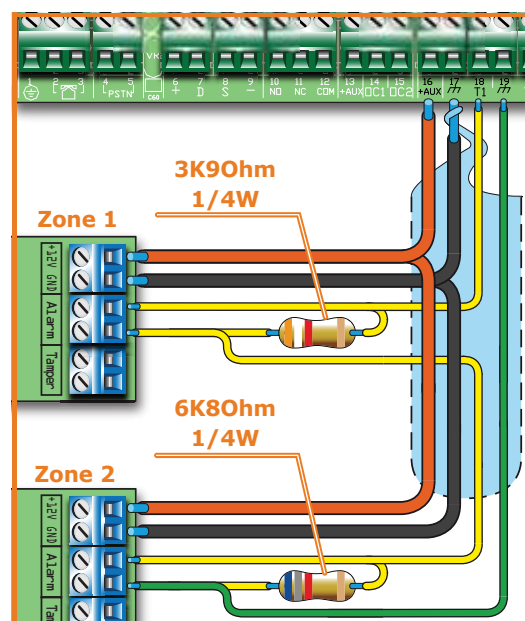 VK
C60
1 2 3 4 5 6 7 8 9 10 11 12 13 14 15 16 17 18 19
PSTN + D S - NO NC COM +AUX OC1 OC2 +AUX T1
3K9Ohm
1/4W
Zone 1
+12V GND
Alarm
Tamper
6K8Ohm
1/4W
Zone 2
+12V GND
Alarm
Tam